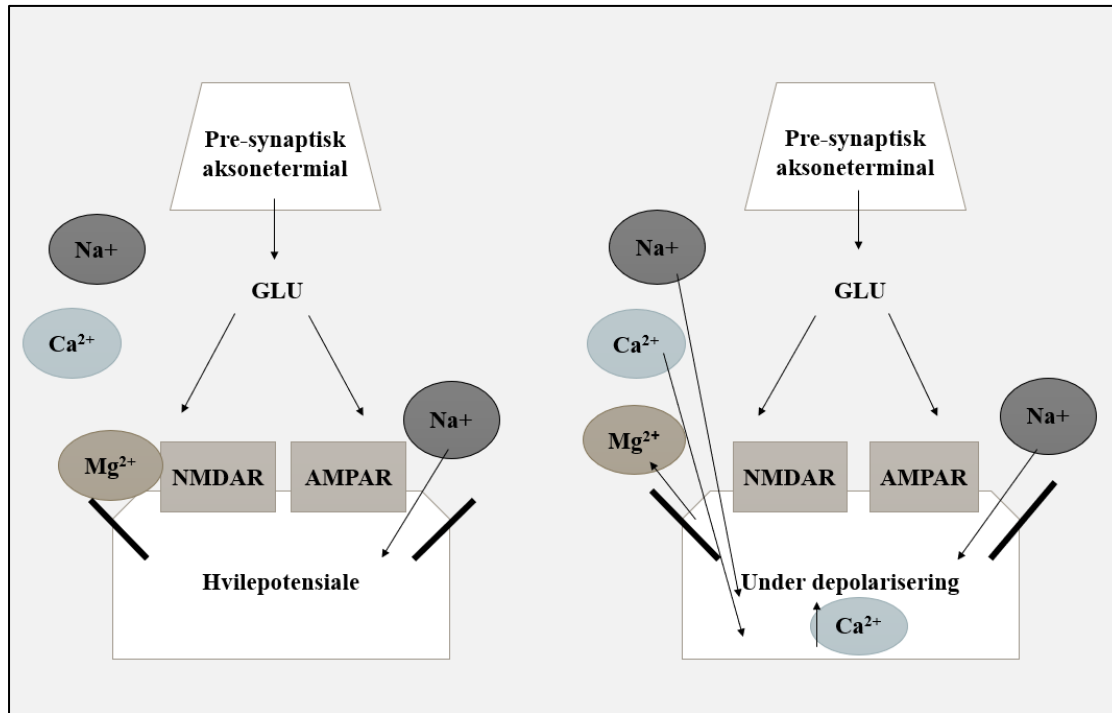 Pre-synaptisk
aksonetermial
Na+
GLU
Ca²⁺
Na+
Mg²⁺
NMDAR
AMPAR
Hvilepotensiale
Pre-synaptisk
aksoneterminal
Na+
GLU
Ca²⁺
Na+
Mg²⁺
NMDAR
AMPAR
Under depolarisering
Ca²⁺